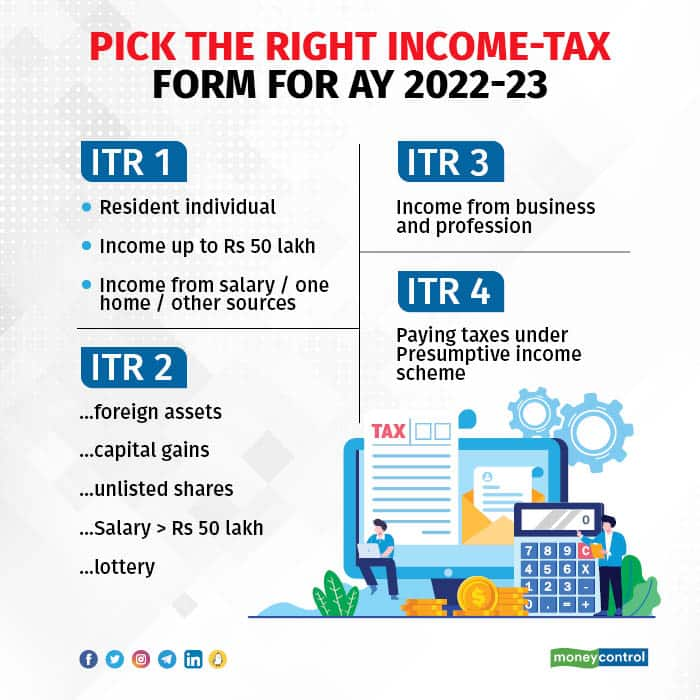 PICK THE RIGHT INCOME-TAX
FORM FOR AY 2022-23
ITR 1
Resident individual
Income up to Rs 50 lakh
Income from salary / one
home / other sources
ITR 2
...foreign assets
...capital gains
...unlisted shares
...Salary > Rs 50 lakh
...lottery
ITR 3
Income from business
and profession
ITR 4
Paying taxes under
Presumptive income
scheme
TAX
0
7 8 9 C
4 5 6 X
1 2 3 -
0 . = +
$
moneycontrol